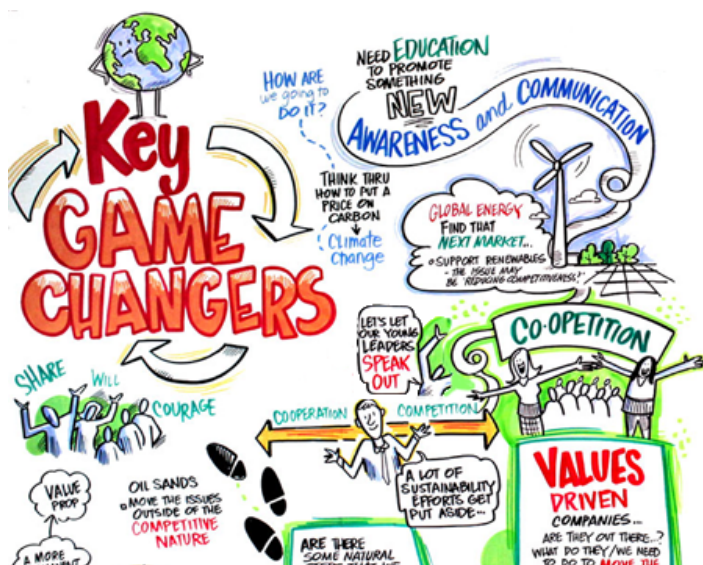 Key
GAME
CHANGERS
HOW ARE
we going to
DO IT?
NEED EDUCATION
TO PROMOTE
SOMETHING
NEW
AWARENESS and COMMUNICATION
THINK THRU
HOW TO PUT A
PRICE ON
CARBON
Climate
Change
GLOBAL ENERGY
FIND THAT
NEXT MARKET...
SUPPORT RENEWABLES
- THE ISSUE MAY
BE "REDUCING COMPETITIVENESS?"
LET'S LET
OUR YOUNG
LEADERS
SPEAK
OUT
CO-OPETITION
SHARE
WILL
COURAGE
COOPERATION
COMPETITION
A LOT OF
SUSTAINABILITY
EFFORTS GET
PUT ASIDE...
VALUE
PROP
A MORE
OIL SANDS
MOVE THE ISSUES
OUTSIDE OF THE
COMPETITIVE
NATURE
ARE THERE
SOME NATURAL
VALUES
DRIVEN
COMPANIES...
ARE THEY OUT THERE..?
WHAT DO THEY/WE NEED
TO DO TO MOVE THE